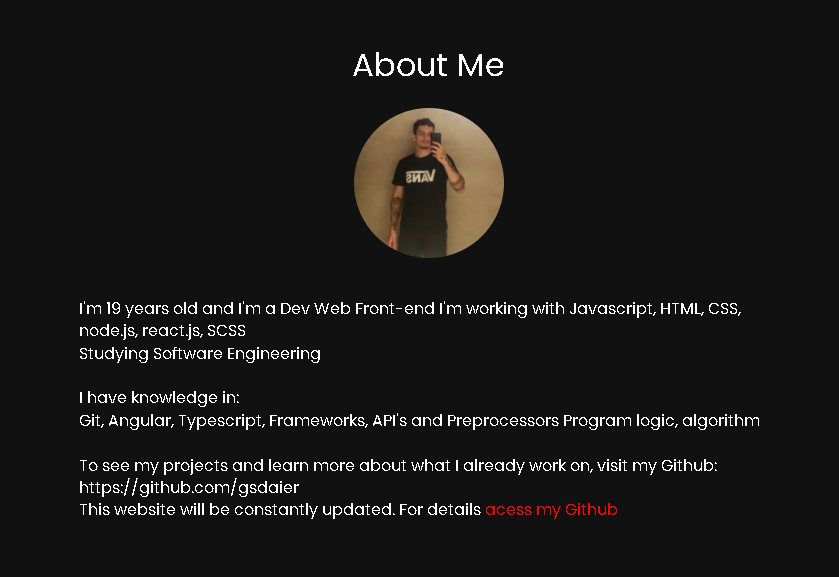 About Me
VANS
I'm 19 years old and I'm a Dev Web Front-end I'm working with Javascript, HTML, CSS,
node.js, react.js, SCSS
Studying Software Engineering
I have knowledge in:
Git, Angular, Typescript, Frameworks, API's and Preprocessors Program logic, algorithm
To see my projects and learn more about what I already work on, visit my Github:
https://github.com/gsdaier
This website will be constantly updated. For details acess my Github